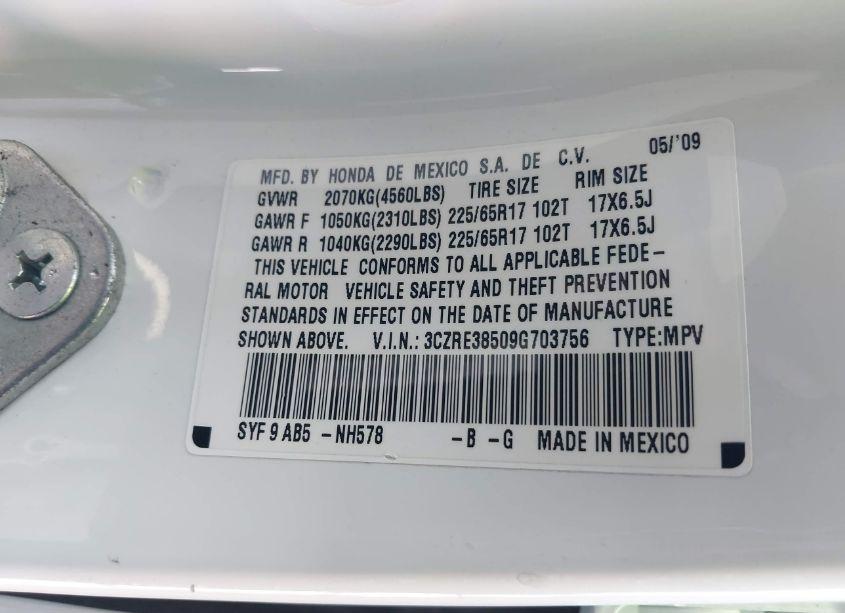 MFD. BY HONDA DE MEXICO S.A. DE C.V. 05/'09
GVWR 2070KG(4560LBS) TIRE SIZE RIM SIZE
GAWR F 1050KG(2310LBS) 225/65R17 102T 17X6.5J
GAWR R 1040KG(2290LBS) 225/65R17 102T 17X6.5J
THIS VEHICLE CONFORMS TO ALL APPLICABLE FEDE-
RAL MOTOR VEHICLE SAFETY AND THEFT PREVENTION
STANDARDS IN EFFECT ON THE DATE OF MANUFACTURE
SHOWN ABOVE. V.I.N.: 3CZRE38509G703756 TYPE:MPV
SYF 9 AB5 -NH578 -B -G MADE IN MEXICO